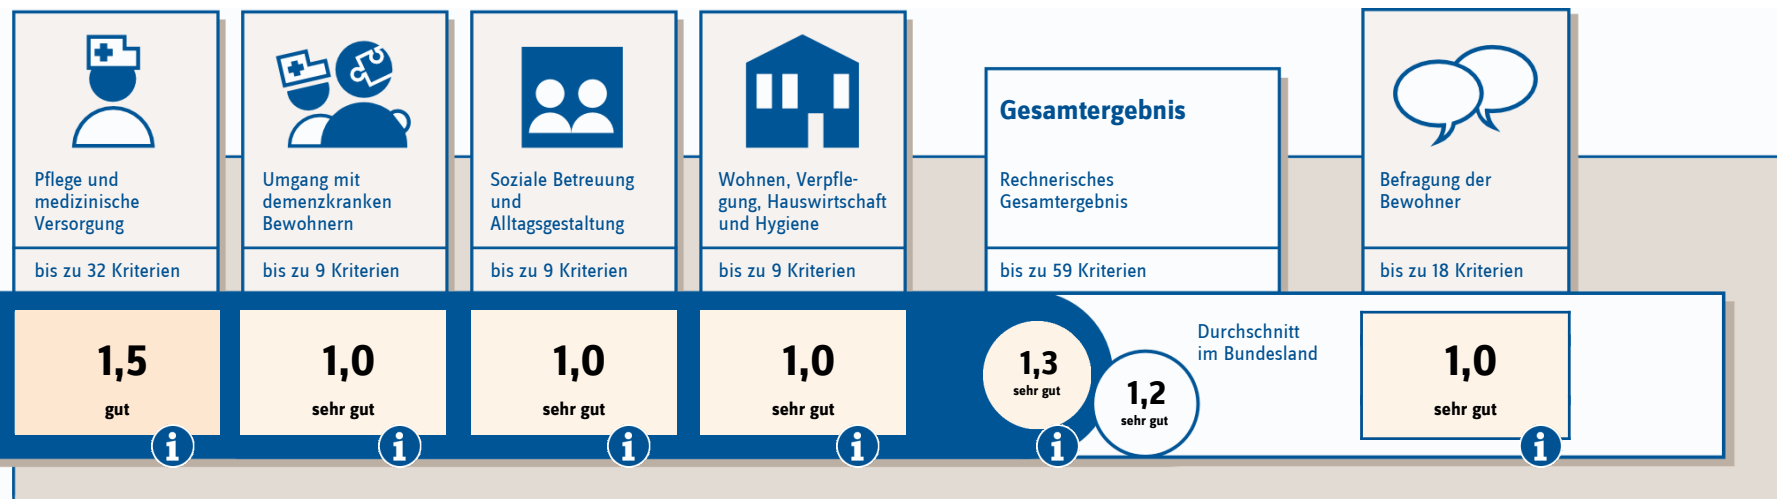 Pflege und
medizinische
Versorgung
bis zu 32 Kriterien
1,5
gut
Umgang mit
demenzkranken
Bewohnern
bis zu 9 Kriterien
1,0
sehr gut
Soziale Betreuung
und
Alltagsgestaltung
bis zu 9 Kriterien
1,0
sehr gut
Wohnen, Verpfle-
gung, Hauswirtschaft
und Hygiene
bis zu 9 Kriterien
1,0
sehr gut
Gesamtergebnis
Rechnerisches
Gesamtergebnis
bis zu 59 Kriterien
1,3
sehr gut
1,2
sehr gut
Durchschnitt
im Bundesland
Befragung der
Bewohner
bis zu 18 Kriterien
1,0
sehr gut